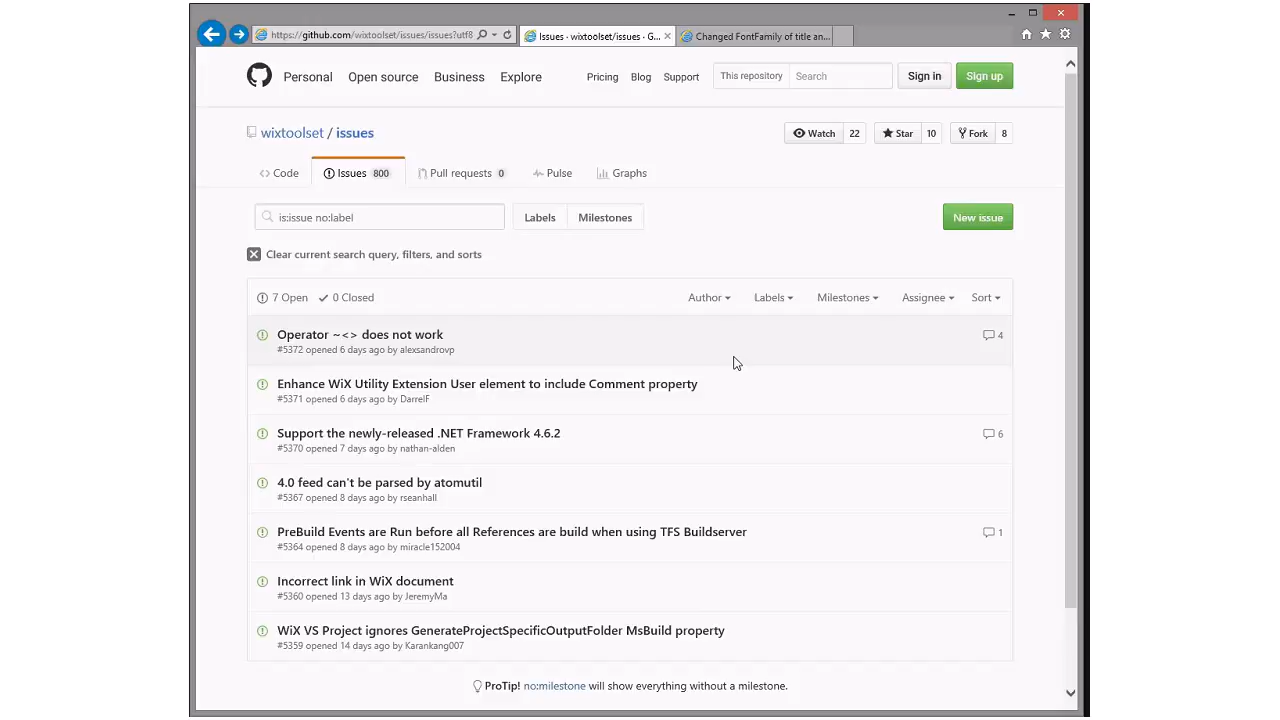 https://github.com/wixtoolset/issues/issues?utf8
Issues · wixtoolset/issues · G...
Changed FontFamily of title an...
Personal Open source Business Explore Pricing Blog Support This repository Search Sign in Sign up
wixtoolset / issues
Watch 22 Star 10 Fork 8
Code Issues 800 Pull requests 0 Pulse Graphs
is:issue no:label Labels Milestones New issue
Clear current search query, filters, and sorts
7 Open 0 Closed Author Labels Milestones Assignee Sort
Operator ~<> does not work 4
#5372 opened 6 days ago by alexsandrovp
Enhance WiX Utility Extension User element to include Comment property
#5371 opened 6 days ago by DarrelF
Support the newly-released .NET Framework 4.6.2 6
#5370 opened 7 days ago by nathan-alden
4.0 feed can't be parsed by atomutil
#5367 opened 8 days ago by rseanhall
PreBuild Events are Run before all References are build when using TFS Buildserver 1
#5364 opened 8 days ago by miracle152004
Incorrect link in WiX document
#5360 opened 13 days ago by JeremyMa
WiX VS Project ignores GenerateProjectSpecificOutputFolder MsBuild property
#5359 opened 14 days ago by Karankang007
ProTip! no:milestone will show everything without a milestone.